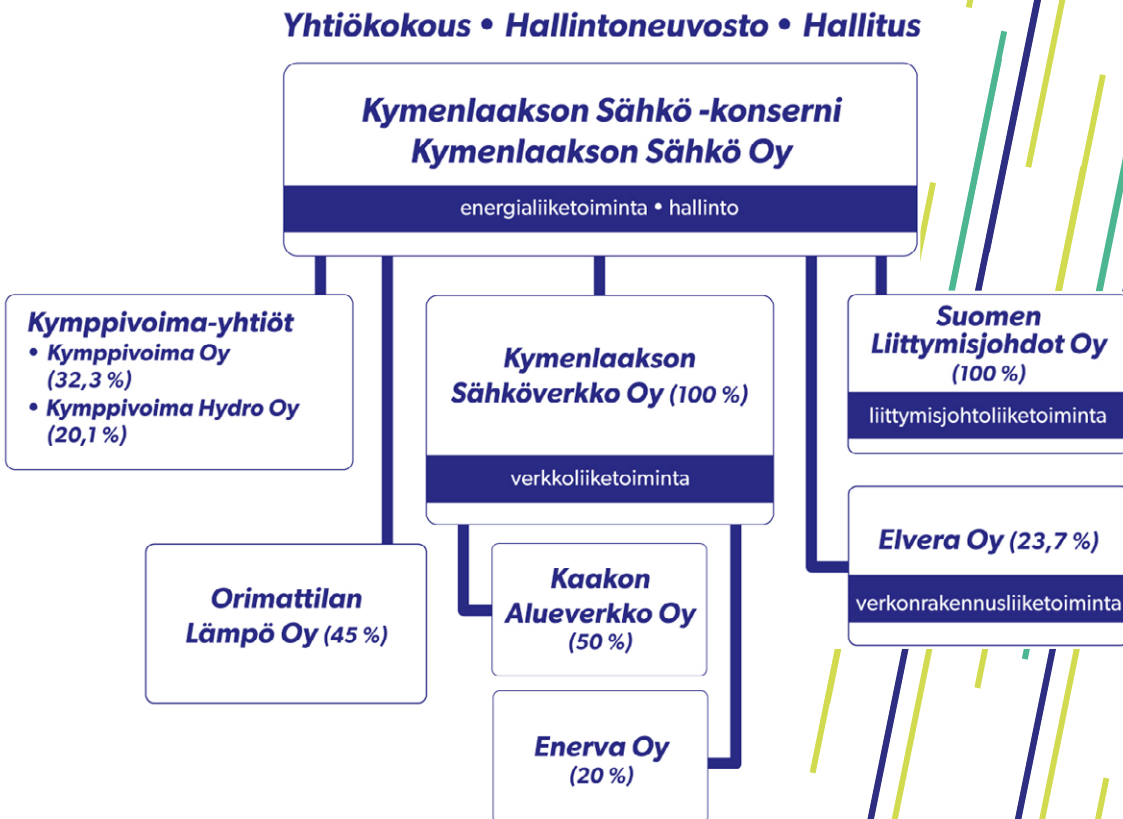 Yhtiökokous • Hallintoneuvosto • Hallitus
Kymenlaakson Sähkö -konserni
Kymenlaakson Sähkö Oy
energialiiketoiminta • hallinto
Kymppivoima-yhtiöt
• Kymppivoima Oy
(32,3 %)
• Kymppivoima Hydro Oy
(20,1 %)
Kymenlaakson
Sähköverkko Oy (100 %)
verkkoliiketoiminta
Suomen
Liittymisjohdot Oy
(100 %)
liittymisjohtoliiketoiminta
Elvera Oy (23,7 %)
verkonrakennusliiketoiminta
Orimattilan
Lämpö Oy (45 %)
Kaakon
Alueverkko Oy
(50 %)
Enerva Oy
(20 %)